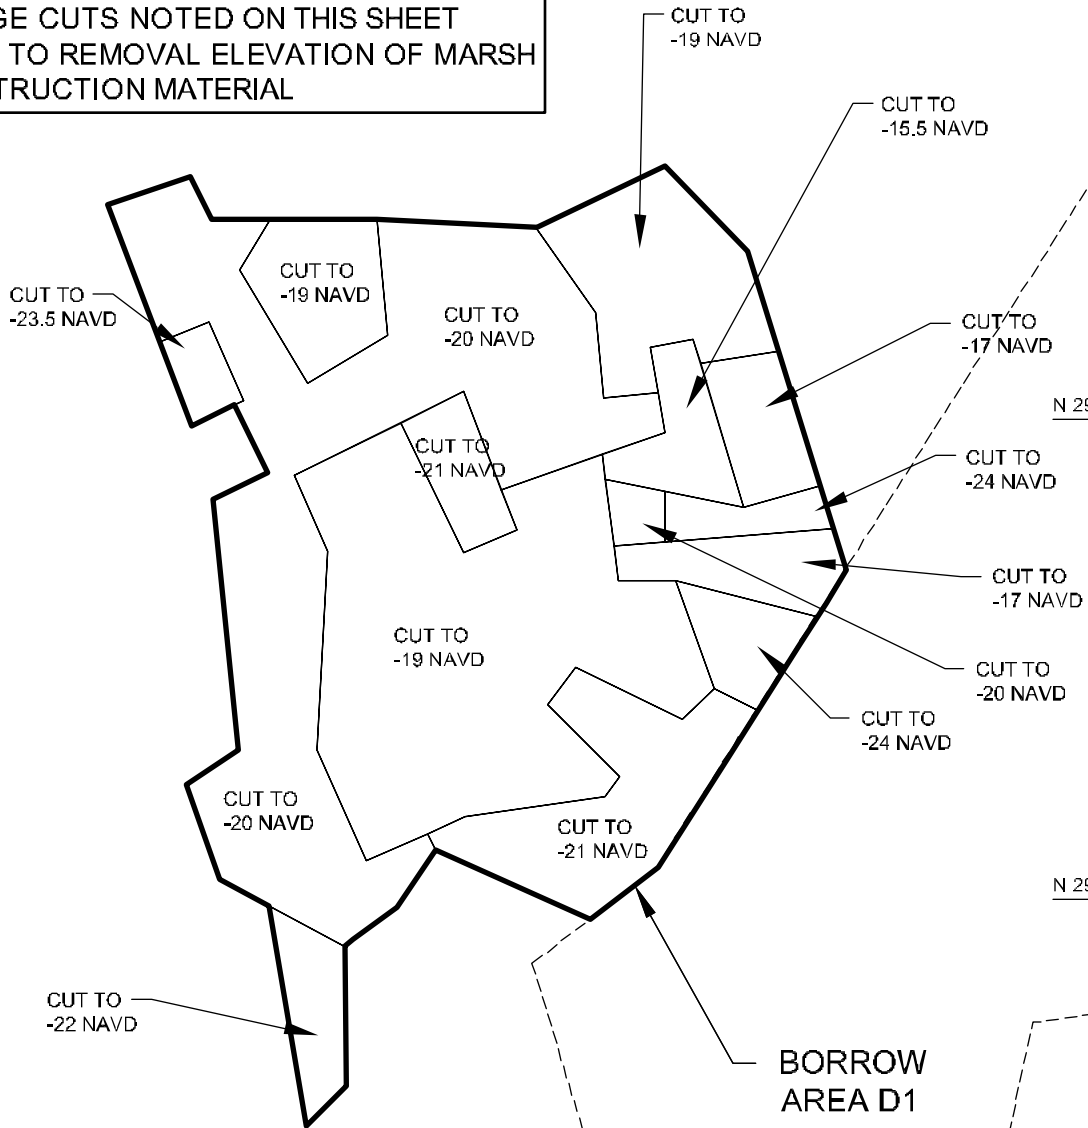 GE CUTS NOTED ON THIS SHEET
TO REMOVAL ELEVATION OF MARSH
TRUCTION MATERIAL
CUT TO
-19 NAVD
CUT TO
-15.5 NAVD
CUT TO
-19 NAVD
CUT TO
-23.5 NAVD
CUT TO
-20 NAVD
CUT TO
-17 NAVD
N 29
CUT TO
-21 NAVD
CUT TO
-24 NAVD
CUT TO
-17 NAVD
CUT TO
-19 NAVD
CUT TO
-20 NAVD
CUT TO
-24 NAVD
CUT TO
-20 NAVD
CUT TO
-21 NAVD
N 29
CUT TO
-22 NAVD
BORROW
AREA D1